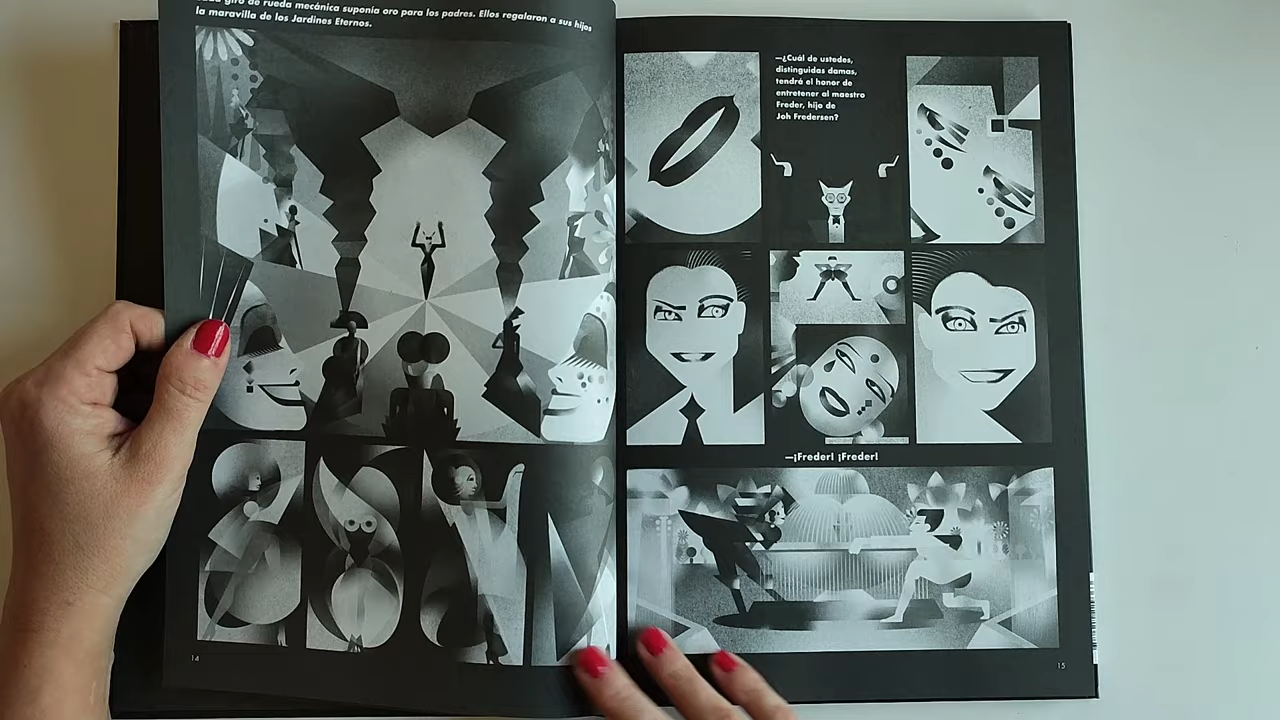 giro de rueda mecánica suponía oro para los padres. Ellos regalaron a sus hijos
la maravilla de los Jardines Eternos.
—¿Cuál de ustedes,
distinguidas damas,
tendrá el honor de
entretener al maestro
Freder, hijo de
Joh Fredersen?
—¡Freder! ¡Freder!
14
15